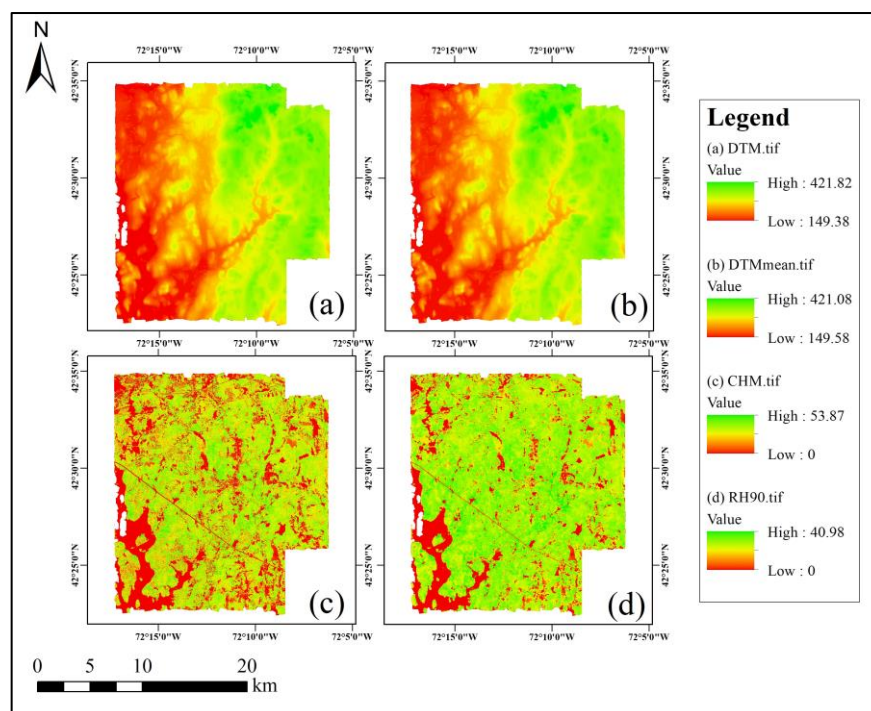 N
72°15'0"W 72°10'0"W 72°5'0"W
72°15'0"W 72°10'0"W 72°5'0"W
42°35'0"N
42°30'0"N
42°25'0"N
(a)
42°35'0"N
42°30'0"N
42°25'0"N
(b)
42°35'0"N
42°30'0"N
42°25'0"N
(c)
42°35'0"N
42°30'0"N
42°25'0"N
(d)
72°15'0"W 72°10'0"W 72°5'0"W
72°15'0"W 72°10'0"W 72°5'0"W
0 5 10 20
km
Legend
(a) DTM.tif
Value
High : 421.82
Low : 149.38
(b) DTMmean.tif
Value
High : 421.08
Low : 149.58
(c) CHM.tif
Value
High : 53.87
Low : 0
(d) RH90.tif
Value
High : 40.98
Low : 0